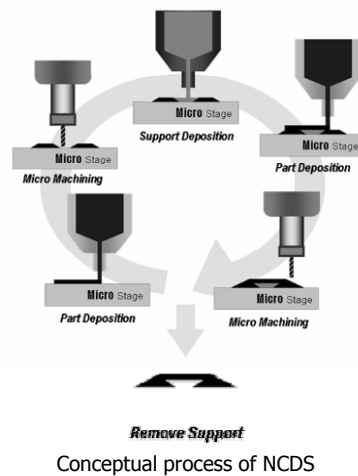 Micro Stage
Support Deposition
Micro Stage
Part Deposition
Micro Stage
Micro Machining
Micro Stage
Part Deposition
Micro Stage
Micro Machining
Remove Support
Conceptual process of NCDS